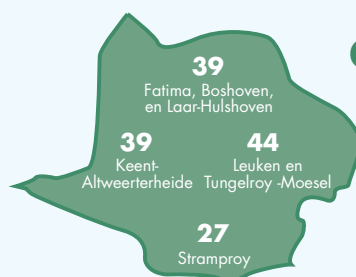 39
Fatima, Boshoven,
en Laar-Hulshoven
39
Keent-
Altweerterheide
44
Leuken en
Tungelroy -Moesel
27
Stramproy